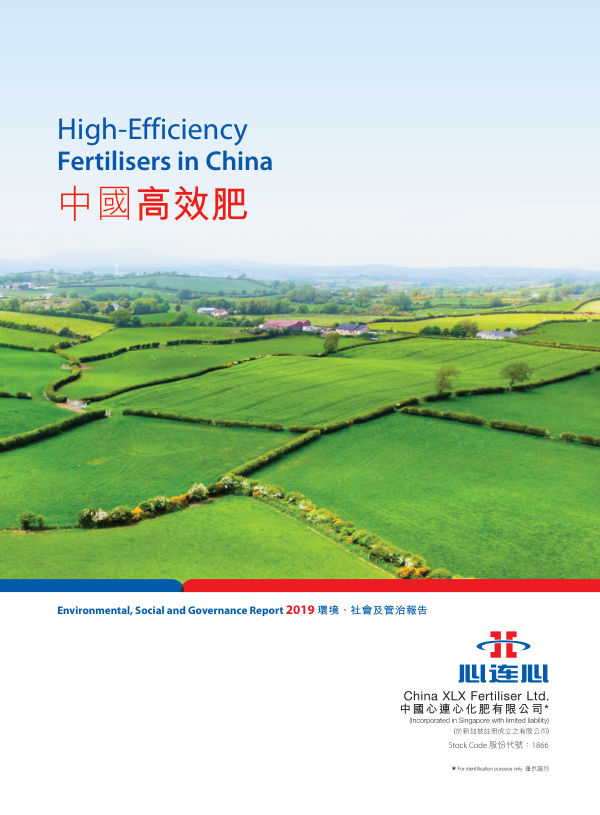 High-Efficiency
Fertilisers in China
中國高效肥
Environmental, Social and Governance Report 2019 環境、社會及管治報告
心连心
China XLX Fertiliser Ltd.
中國心連心化肥有限公司*
(Incorporated in Singapore with limited liability)
(於新加坡註冊成立之有限公司)
Stock Code 股份代號：1866
* For identification purpose only 僅供識別